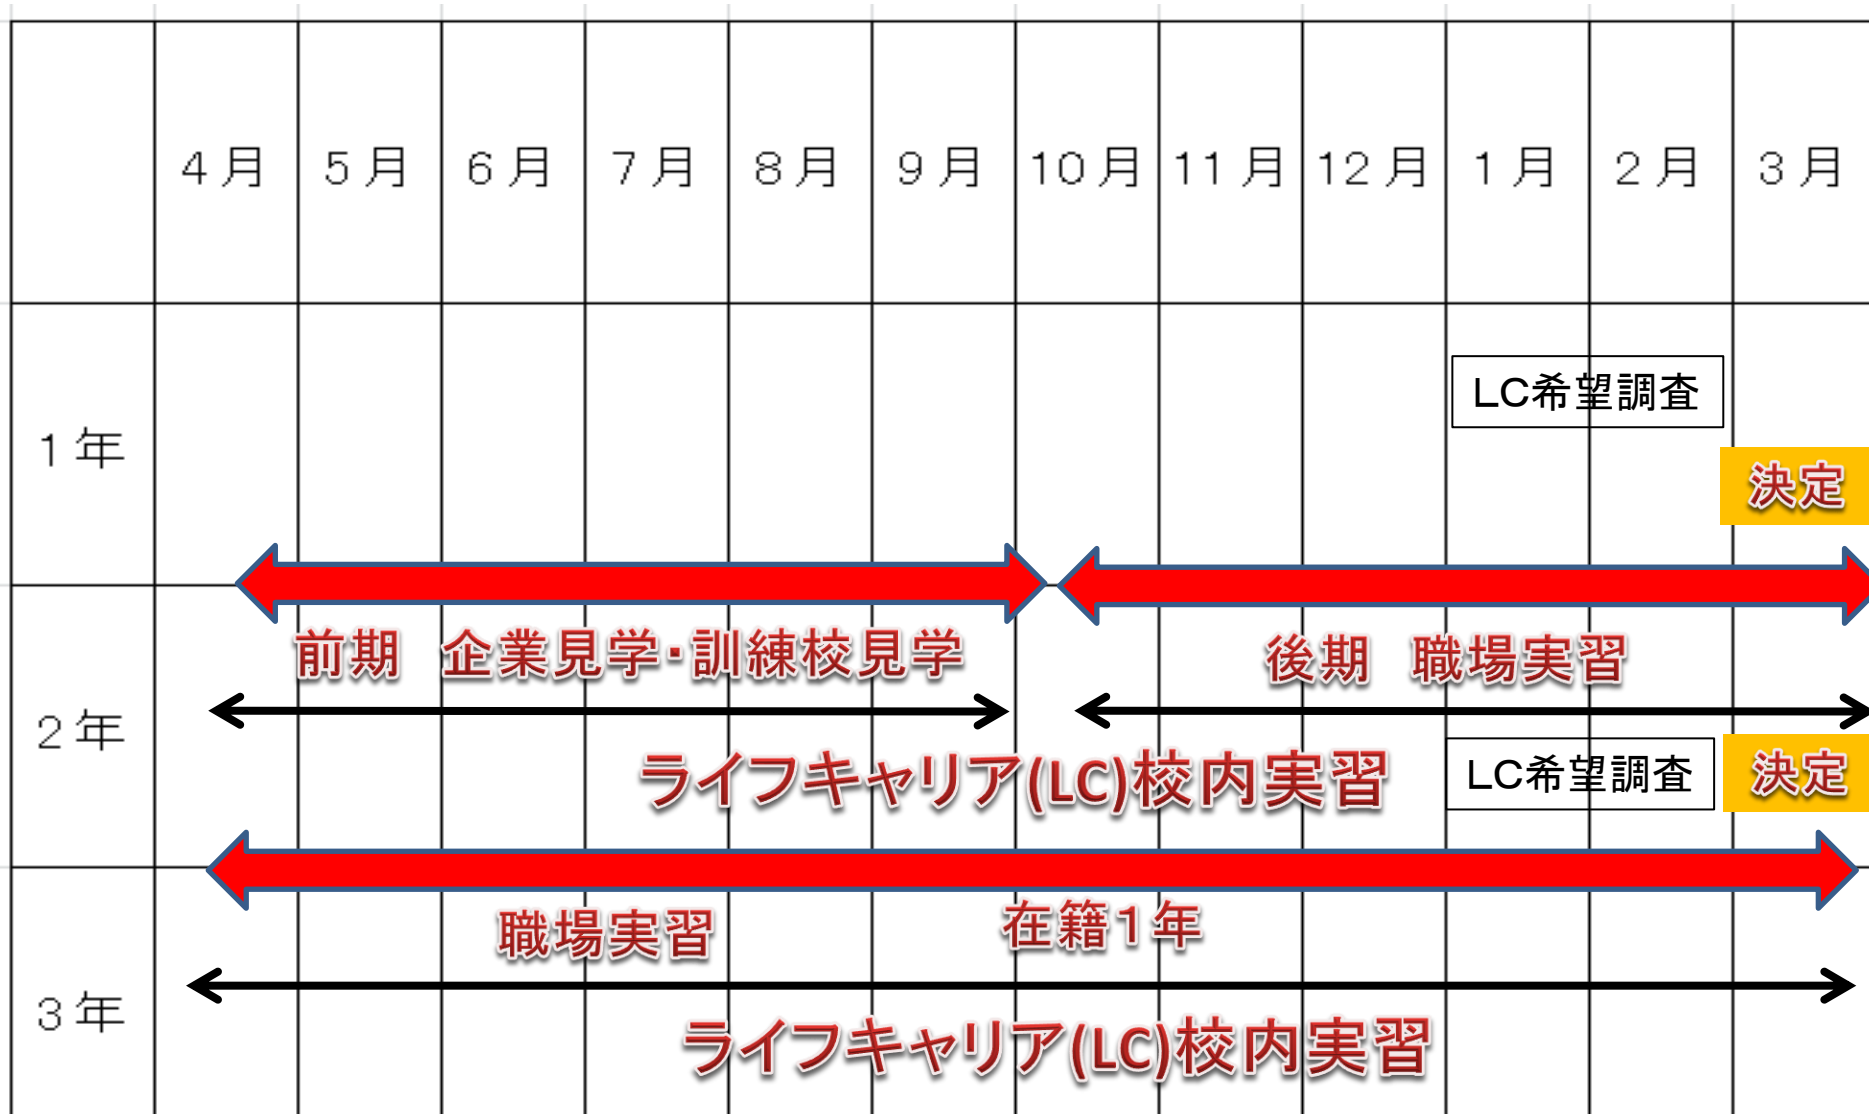 4月 5月 6月 7月 8月 9月 10月 11月 12月 1月 2月 3月
1年
LC希望調査
決定
前期　企業見学・訓練校見学
後期　職場実習
2年
ライフキャリア(LC)校内実習
LC希望調査
決定
職場実習
在籍1年
3年
ライフキャリア(LC)校内実習